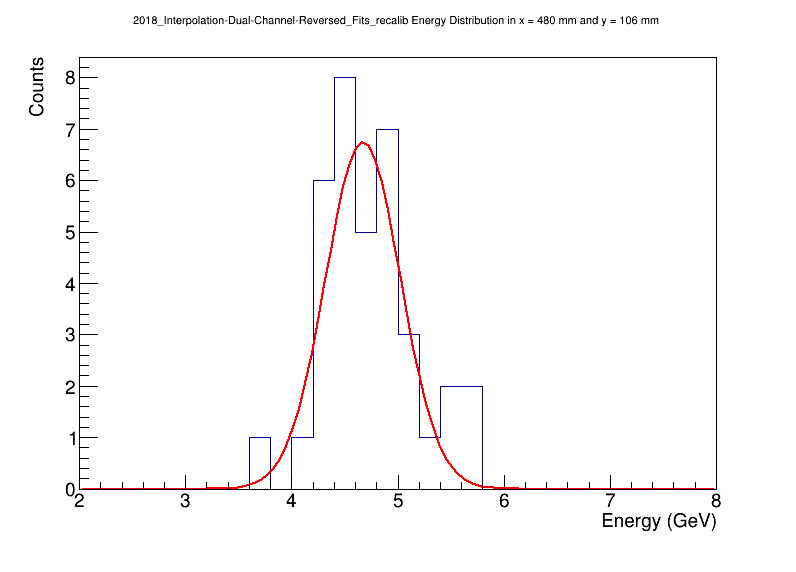 2018_Interpolation-Dual-Channel-Reversed_Fits_recalib Energy Distribution in x = 480 mm and y = 106 mm
Counts
8
7
6
5
4
3
2
1
0
2 3 4 5 6 7 8
Energy (GeV)